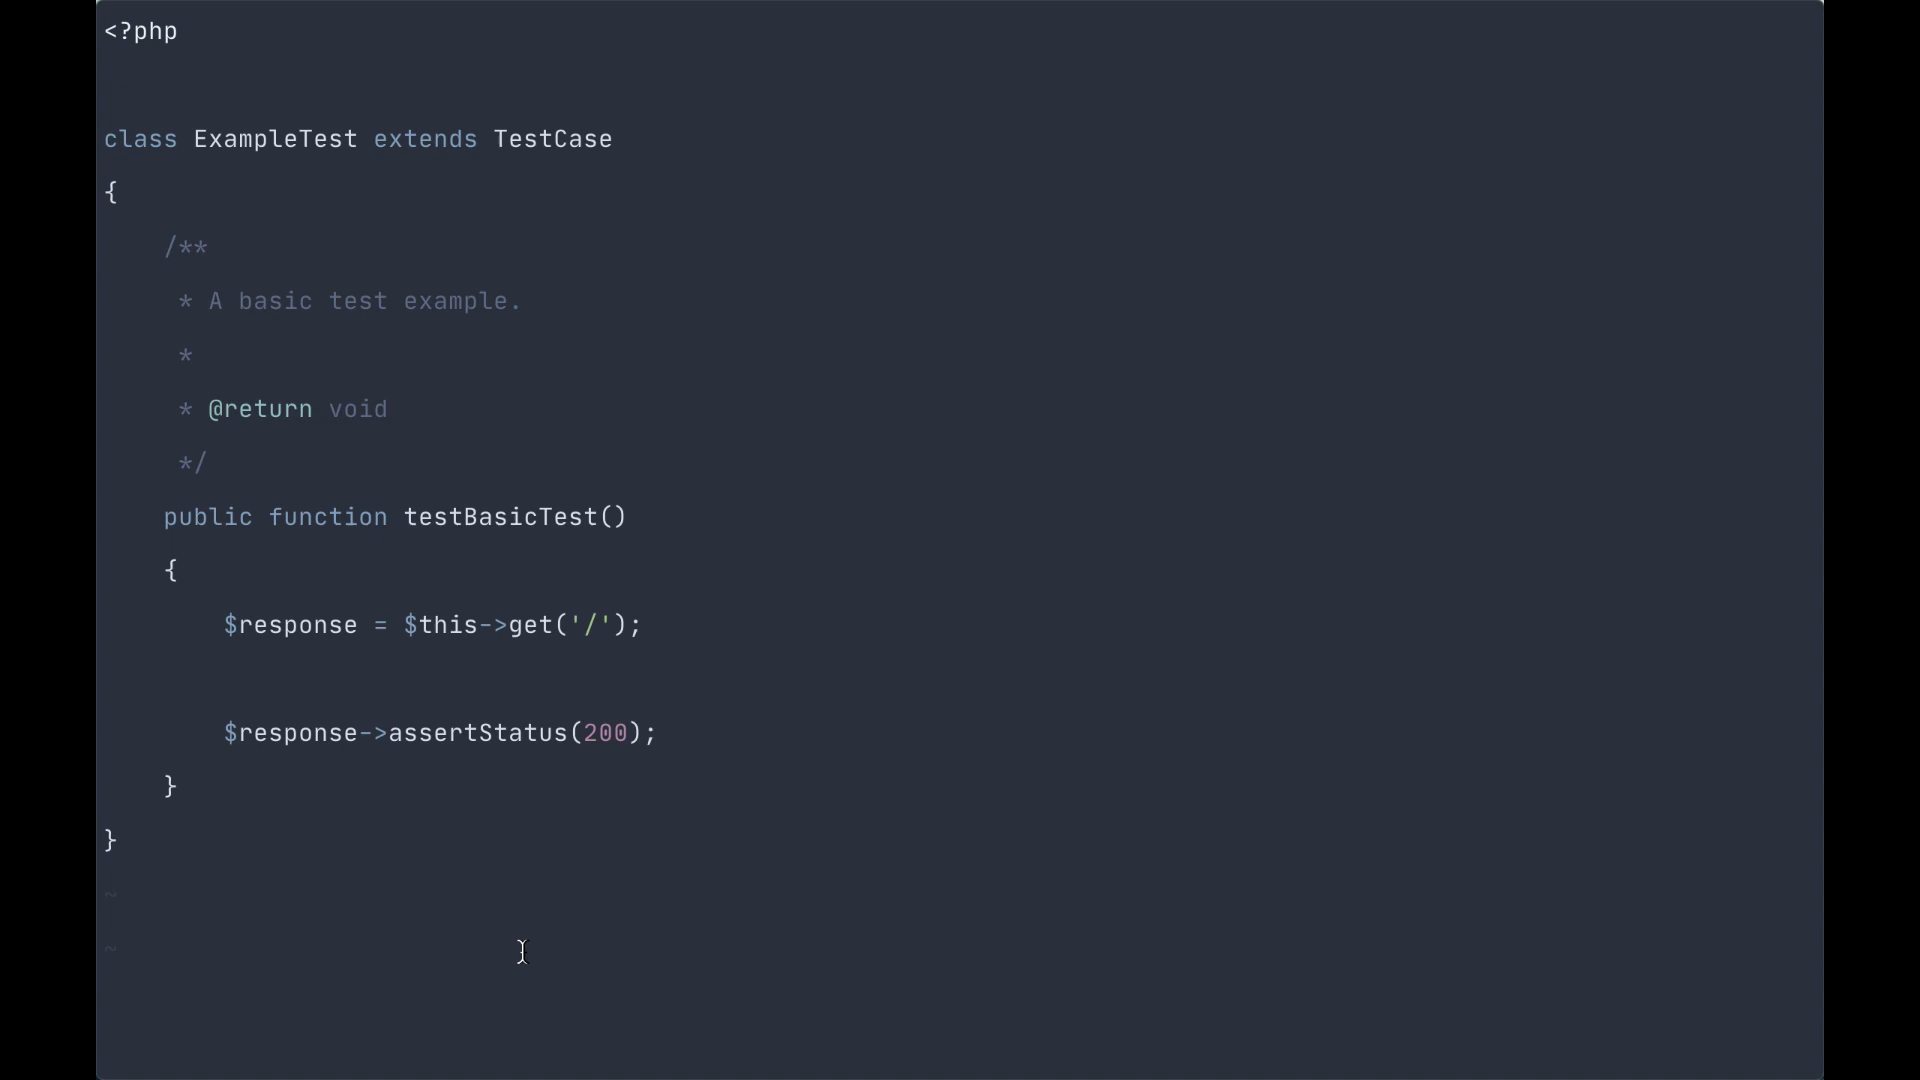 <?php
class ExampleTest extends TestCase
{
    /**
     * A basic test example.
     *
     * @return void
     */
    public function testBasicTest()
    {
        $response = $this->get('/');
        $response->assertStatus(200);
    }
}
~
~